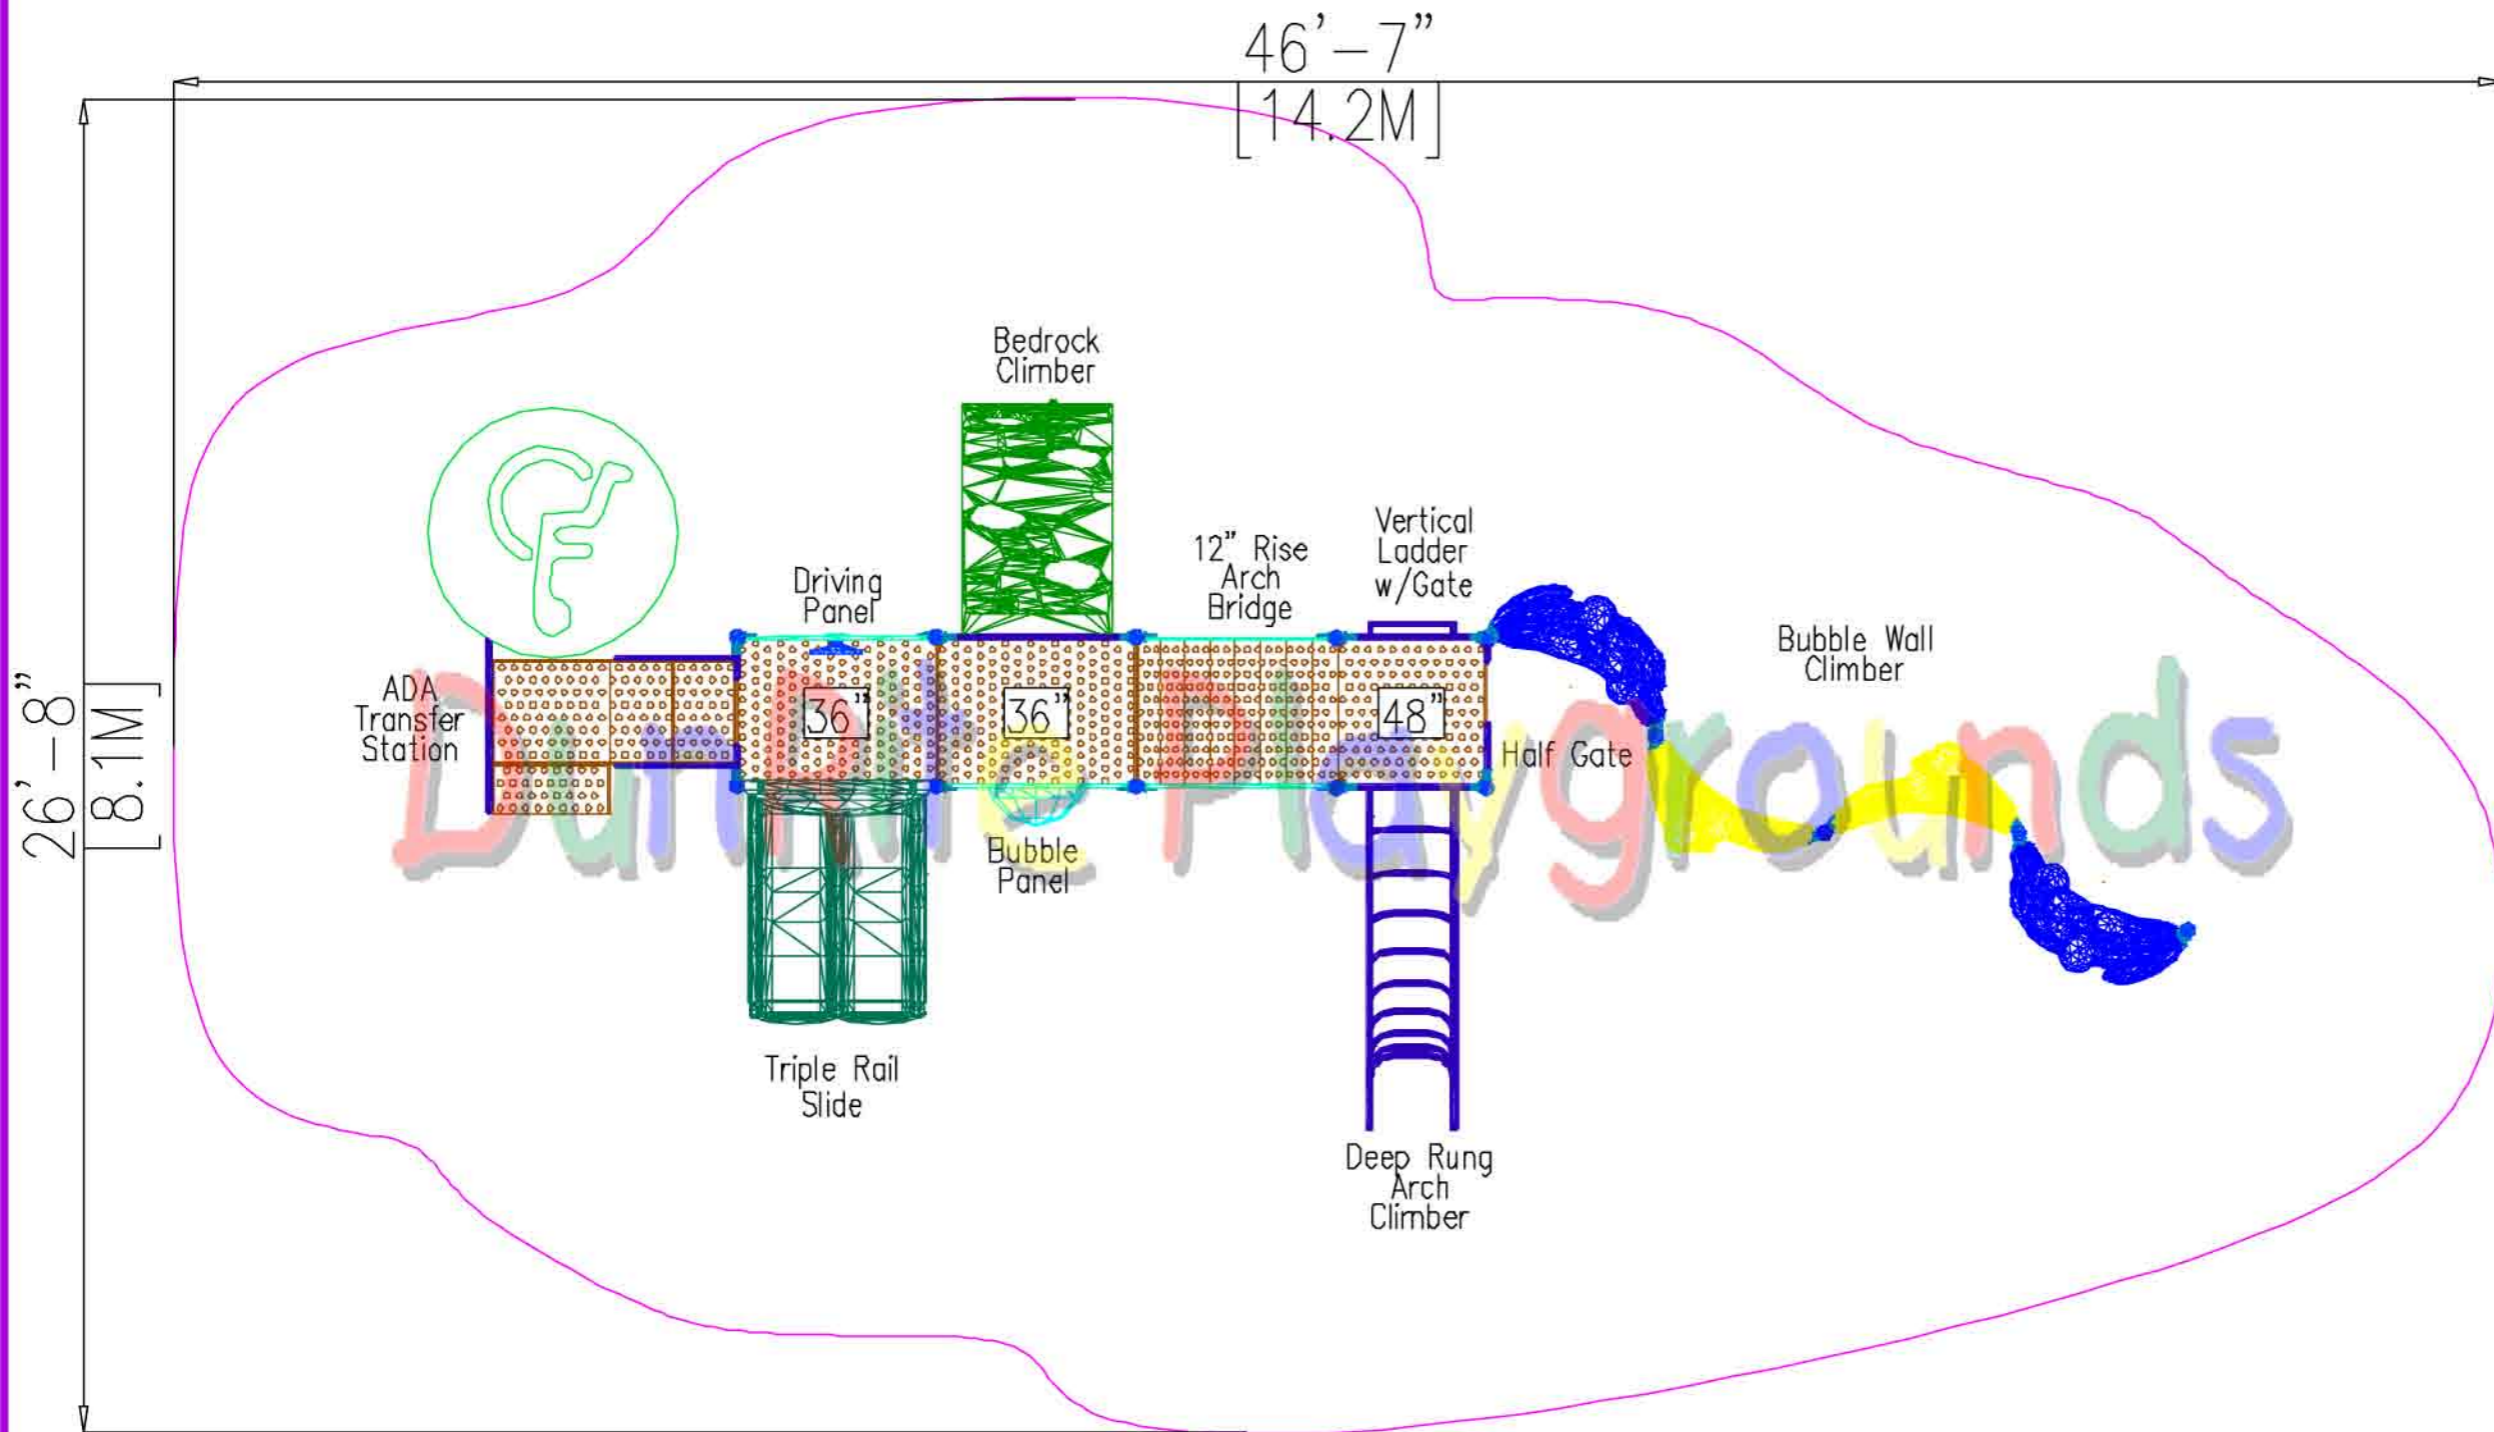 46'-7"
[14.2M]
26'-8"
[8.1M]
Bedrock
Climber
Vertical
Ladder
w/Gate
12" Rise
Arch
Bridge
Driving
Panel
Bubble Wall
Climber
ADA
Transfer
Station
36"
36"
48"
Half Gate
DunRite Playgrounds
Bubble
Panel
Triple Rail
Slide
Deep Rung
Arch
Climber